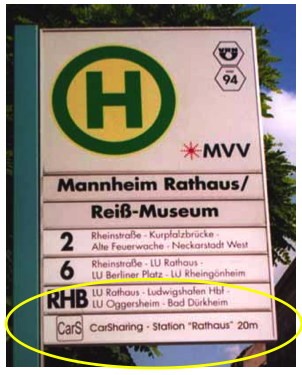 H
94
MVV
Mannheim Rathaus/
Reiß-Museum
2 Rheinstraße - Kurpfalzbrücke -
Alte Feuerwache - Neckarstadt West
6 Rheinstraße - LU Rathaus -
LU Berliner Platz - LU Rheingönheim
RHB LU Rathaus - Ludwigshafen Hbf -
LU Oggersheim - Bad Dürkheim
CarS CarSharing - Station "Rathaus" 20m